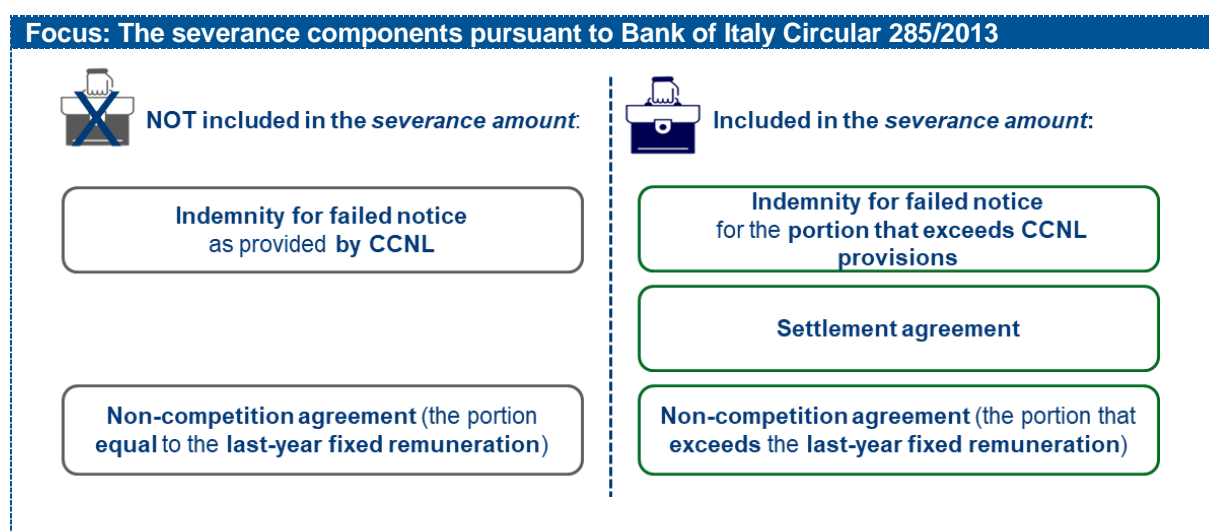 Focus: The severance components pursuant to Bank of Italy Circular 285/2013
NOT included in the severance amount:
Indemnity for failed notice
as provided by CCNL
Non-competition agreement (the portion
equal to the last-year fixed remuneration)
Included in the severance amount:
Indemnity for failed notice
for the portion that exceeds CCNL
provisions
Settlement agreement
Non-competition agreement (the portion that
exceeds the last-year fixed remuneration)